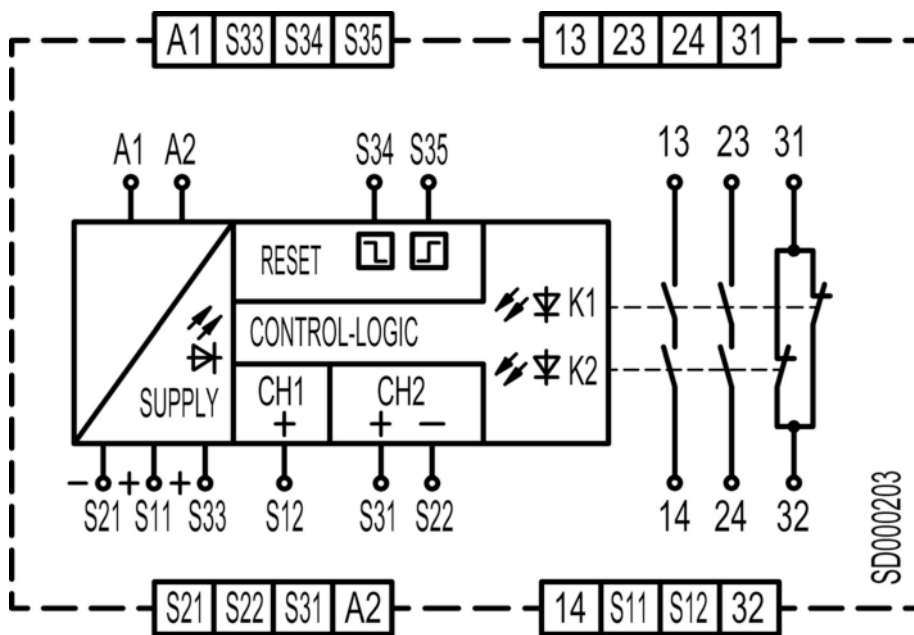 A1 S33 S34 S35 13 23 24 31
A1 A2 S34 S35 13 23 31
RESET
K1
CONTROL-LOGIC
K2
SUPPLY CH1 CH2
+ + −
− + +
S21 S11 S33 S12 S31 S22 14 24 32
SD000203
S21 S22 S31 A2 14 S11 S12 32